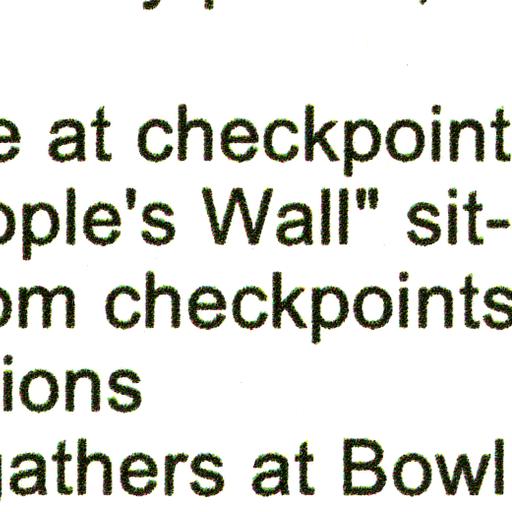 e at checkpoint
ople's Wall" sit-
om checkpoints
ions
gathers at Bowl